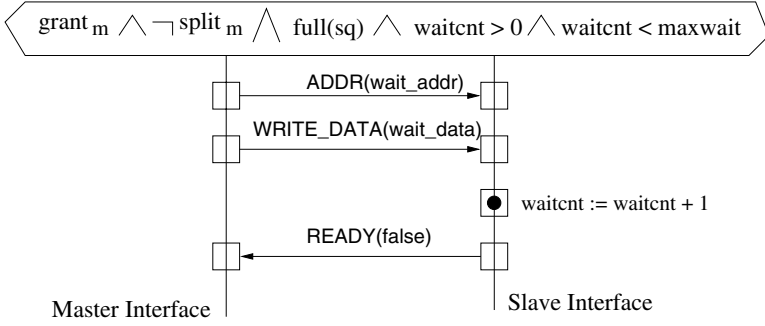 grant m ∧ ¬ split m ∧ full(sq) ∧ waitcnt > 0 ∧ waitcnt < maxwait
ADDR(wait_addr)
WRITE_DATA(wait_data)
waitcnt := waitcnt + 1
READY(false)
Master Interface
Slave Interface